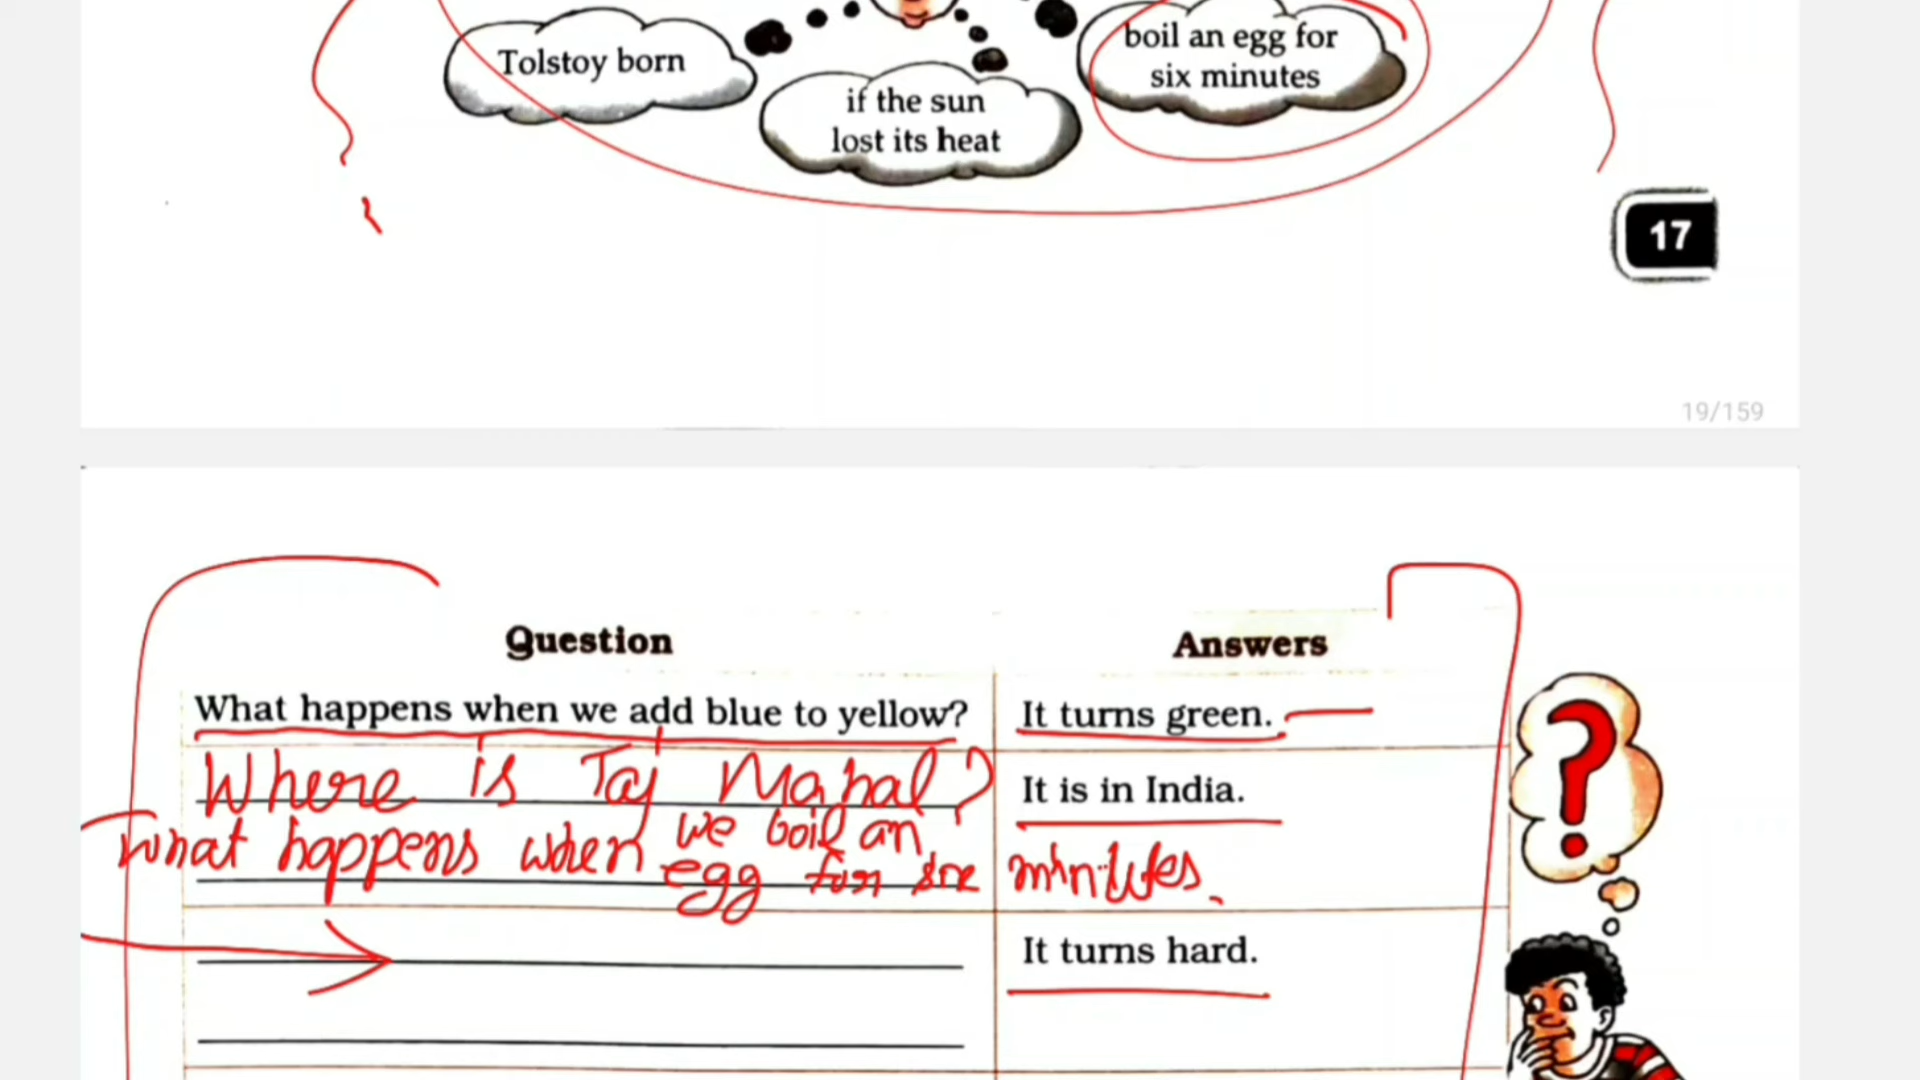 Tolstoy born
boil an egg for
six minutes
if the sun
lost its heat
17
19/159
Question
Answers
What happens when we add blue to yellow?
It turns green.
Where is Taj Mahal?
It is in India.
What happens when we boil an
egg for six minutes.
It turns hard.